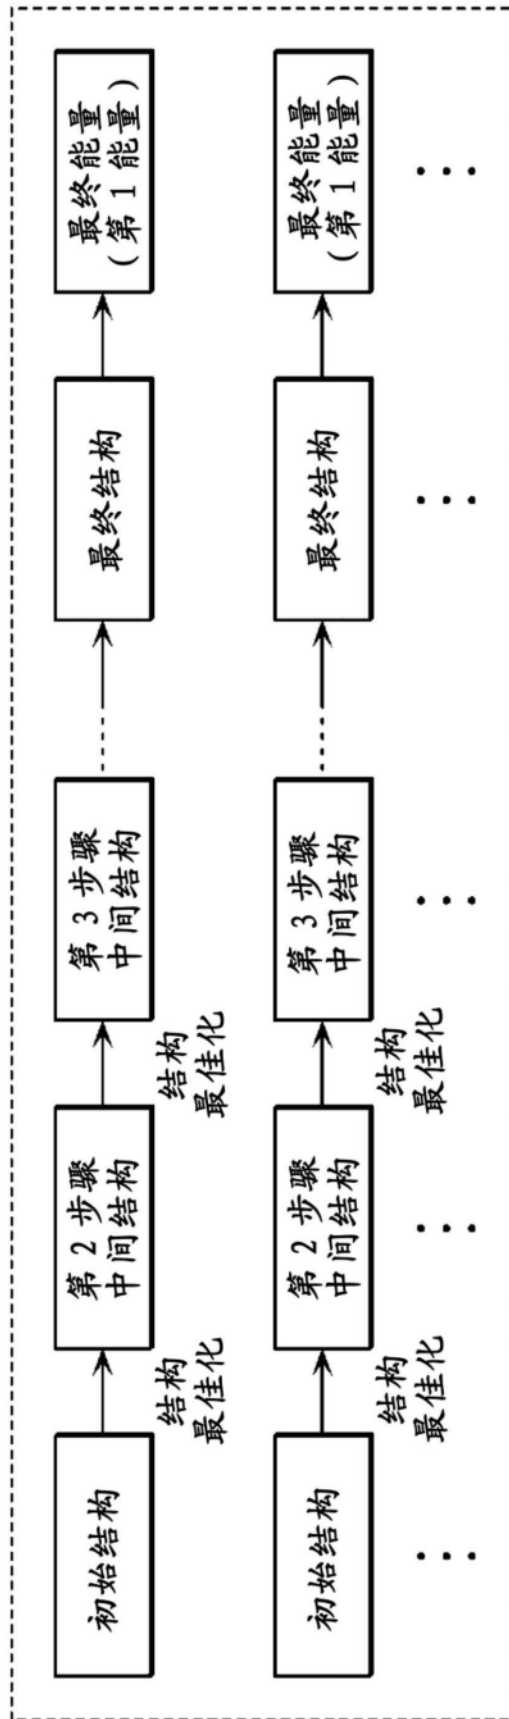 初始结构
结构
最佳化
第2步骤
中间结构
结构
最佳化
第3步骤
中间结构
最终结构
最终能量
(第1能量)
初始结构
结构
最佳化
第2步骤
中间结构
结构
最佳化
第3步骤
中间结构
最终结构
最终能量
(第1能量)